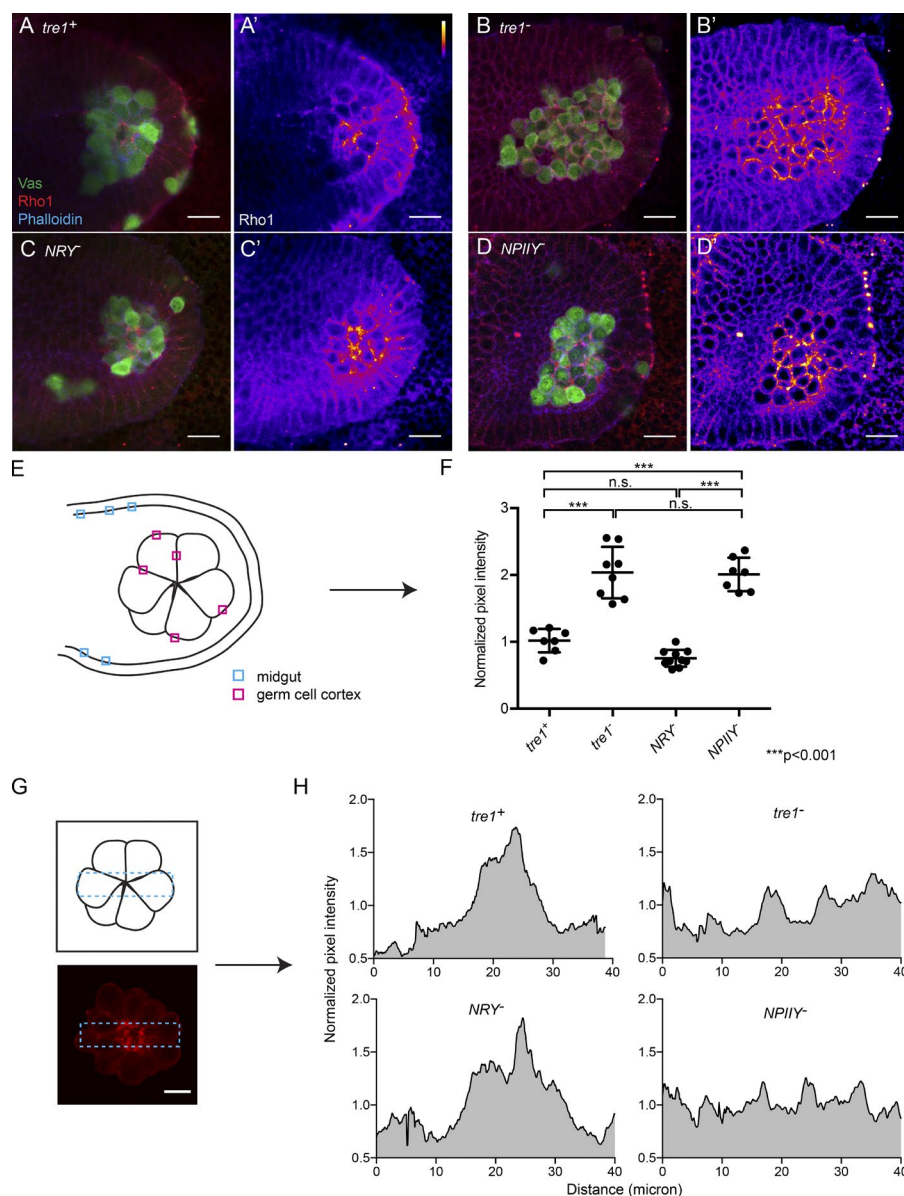 A tre1+
A'
B tre1-
B'
Vas
Rho1
Phalloidin
Rho1
C NRY-
C'
D NPIIY-
D'
E
midgut
germ cell cortex
F
***
n.s. ***
*** n.s.
Normalized pixel intensity
3
2
1
0
tre1+ tre1- NRY- NPIIY-
***p<0.001
G
H
Normalized pixel intensity
tre1+
2.0
1.5
1.0
0.5
0 10 20 30 40
tre1-
2.0
1.5
1.0
0.5
0 10 20 30 40
NRY-
2.0
1.5
1.0
0.5
0 10 20 30 40
NPIIY-
2.0
1.5
1.0
0.5
0 10 20 30 40
Distance (micron)